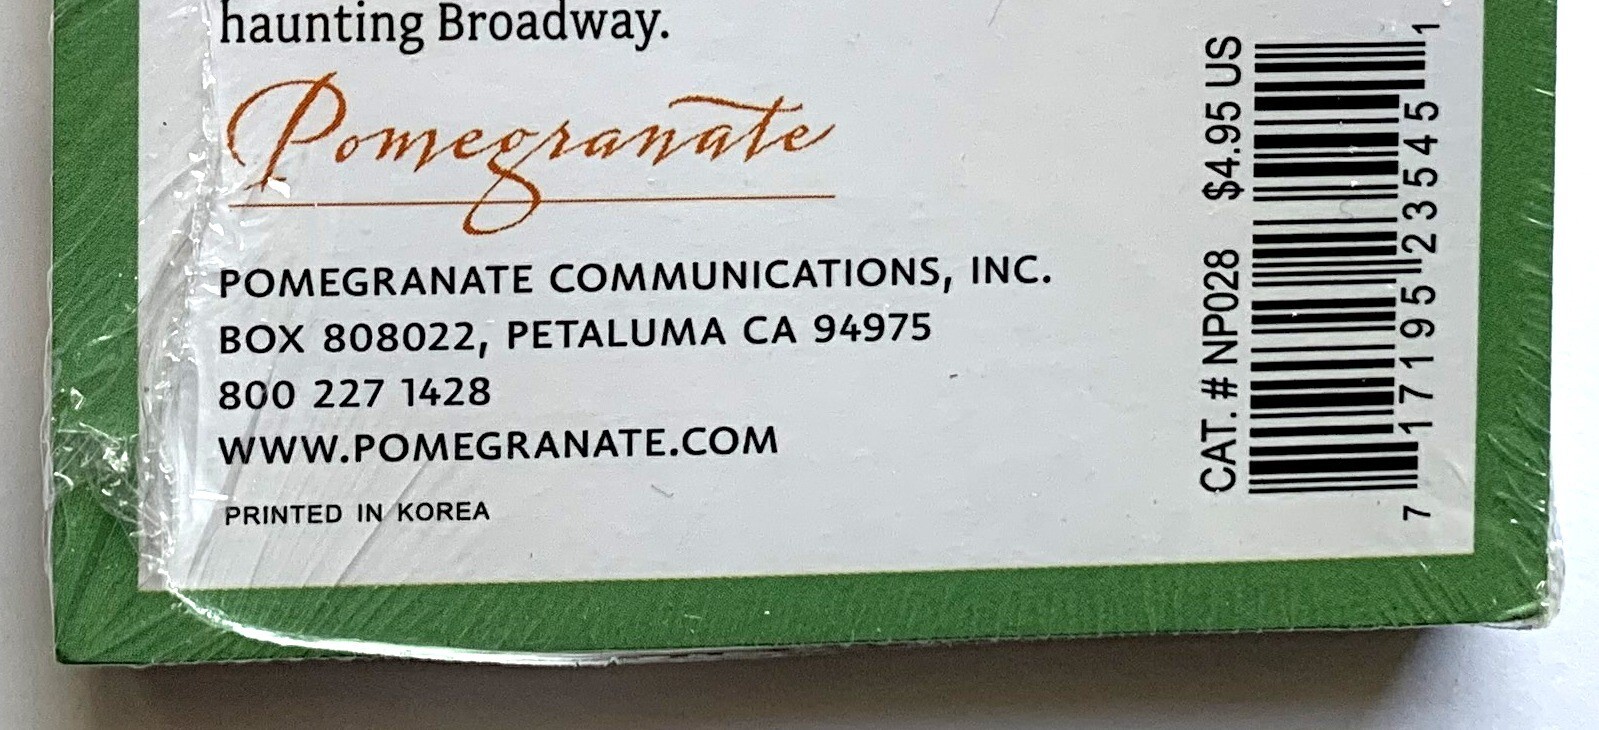 haunting Broadway.
Pomegranate
POMEGRANATE COMMUNICATIONS, INC.
BOX 808022, PETALUMA CA 94975
800 227 1428
WWW.POMEGRANATE.COM
PRINTED IN KOREA
CAT. # NP028 $4.95 US
7 17195 23545 1